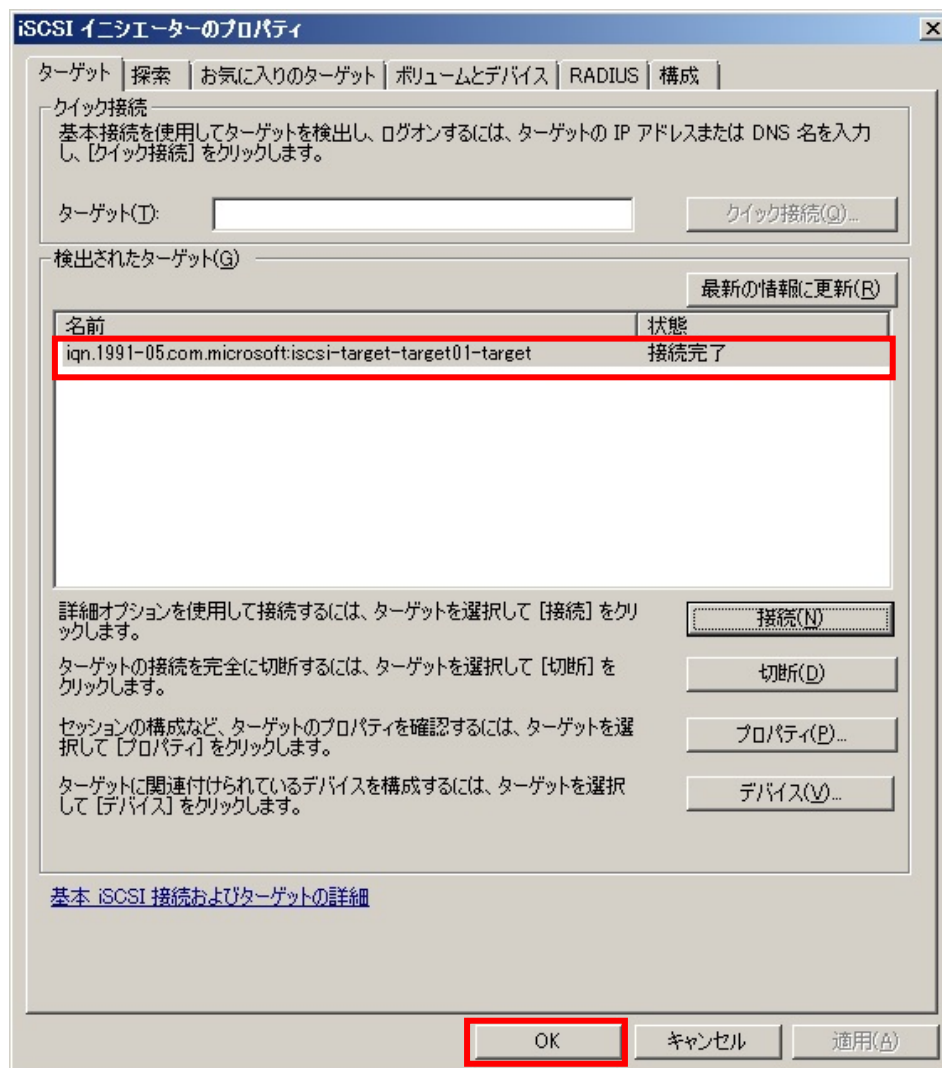 iSCSI イニシエーターのプロパティ
ターゲット 探索 お気に入りのターゲット ボリュームとデバイス RADIUS 構成
クイック接続
基本接続を使用してターゲットを検出し、ログオンするには、ターゲットの IP アドレスまたは DNS 名を入力
し、[クイック接続] をクリックします。
ターゲット(T):
クイック接続(Q)...
検出されたターゲット(G)
最新の情報に更新(R)
名前 状態
iqn.1991-05.com.microsoft:iscsi-target-target01-target 接続完了
詳細オプションを使用して接続するには、ターゲットを選択して [接続] をクリ
ックします。
接続(N)
ターゲットの接続を完全に切断するには、ターゲットを選択して [切断] を
クリックします。
切断(D)
セッションの構成など、ターゲットのプロパティを確認するには、ターゲットを選
択して [プロパティ] をクリックします。
プロパティ(P)...
ターゲットに関連付けられているデバイスを構成するには、ターゲットを選択
して [デバイス] をクリックします。
デバイス(V)...
基本 iSCSI 接続およびターゲットの詳細
OK キャンセル 適用(A)